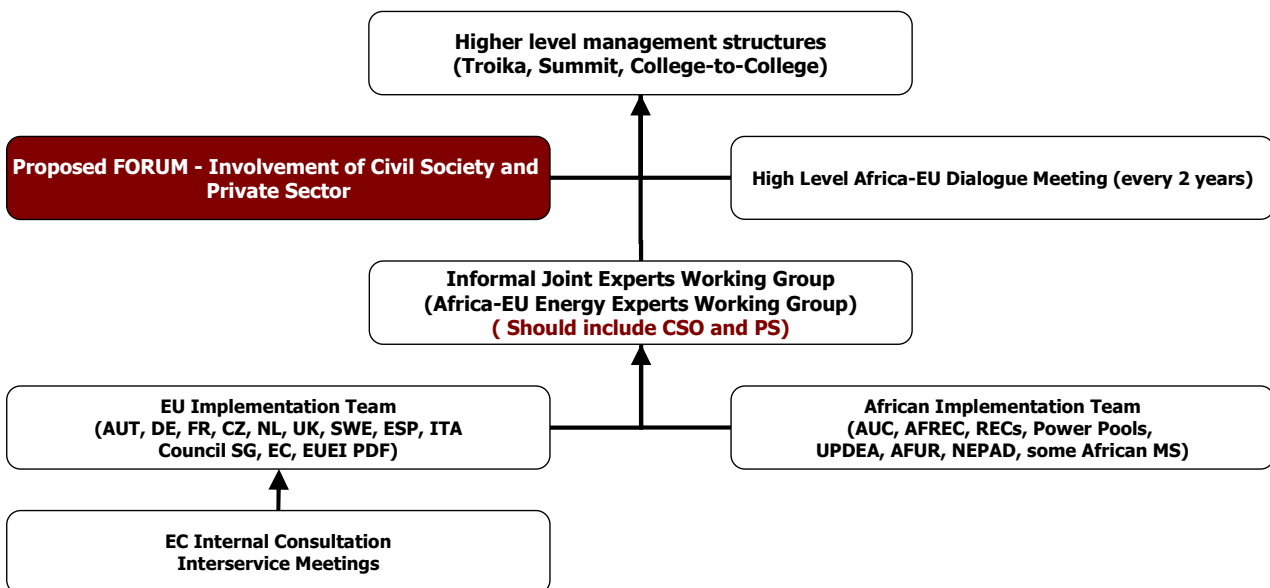 Higher level management structures
(Troika, Summit, College-to-College)
Proposed FORUM - Involvement of Civil Society and
Private Sector
High Level Africa-EU Dialogue Meeting (every 2 years)
Informal Joint Experts Working Group
(Africa-EU Energy Experts Working Group)
( Should include CSO and PS)
EU Implementation Team
(AUT, DE, FR, CZ, NL, UK, SWE, ESP, ITA
Council SG, EC, EUEI PDF)
African Implementation Team
(AUC, AFREC, RECs, Power Pools,
UPDEA, AFUR, NEPAD, some African MS)
EC Internal Consultation
Interservice Meetings